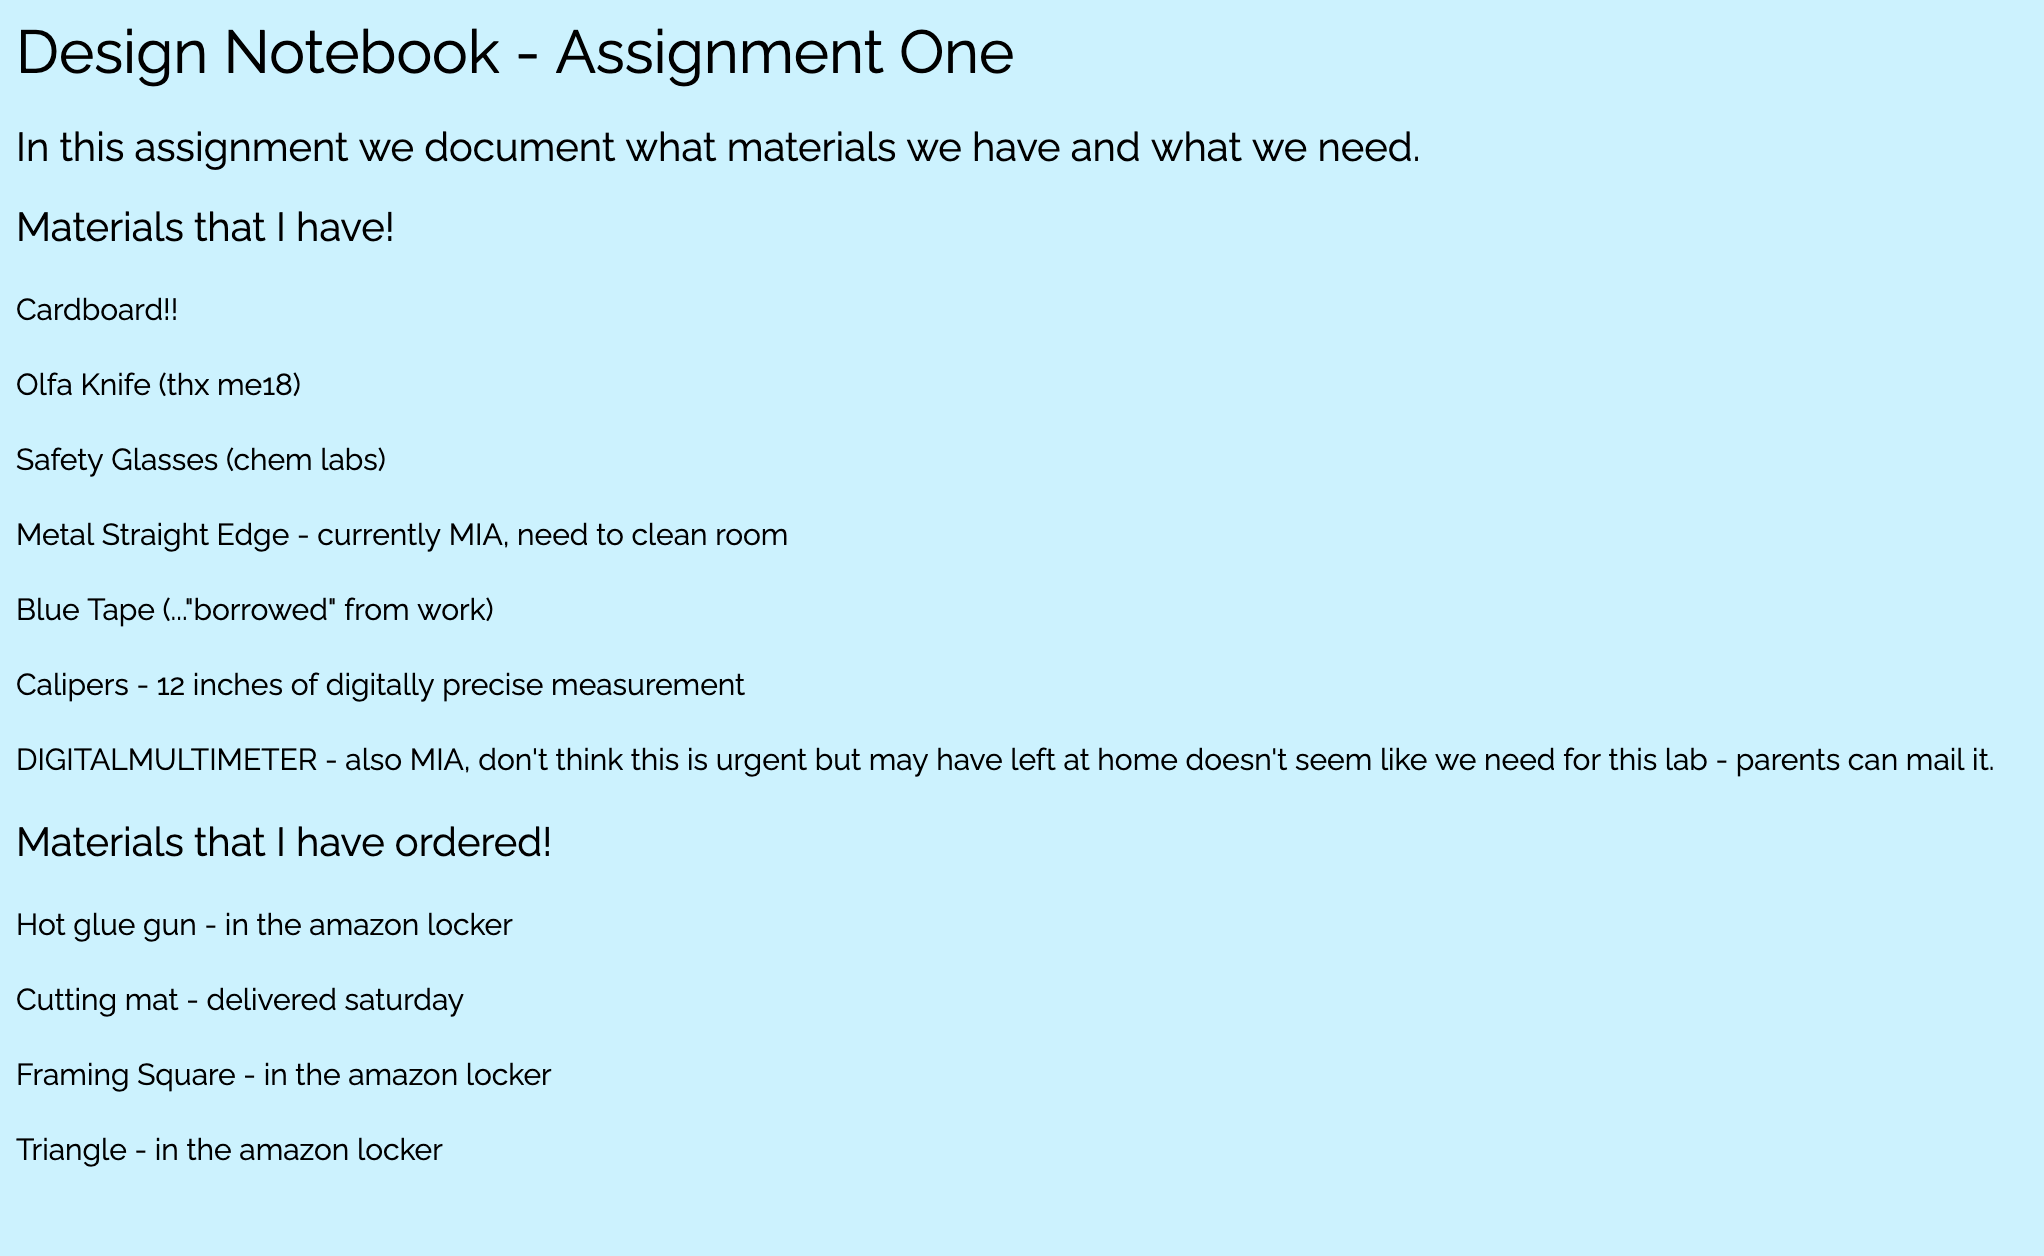 Design Notebook - Assignment One
In this assignment we document what materials we have and what we need.
Materials that I have!
Cardboard!!
Olfa Knife (thx me18)
Safety Glasses (chem labs)
Metal Straight Edge - currently MIA, need to clean room
Blue Tape (..."borrowed" from work)
Calipers - 12 inches of digitally precise measurement
DIGITALMULTIMETER - also MIA, don't think this is urgent but may have left at home doesn't seem like we need for this lab - parents can mail it.
Materials that I have ordered!
Hot glue gun - in the amazon locker
Cutting mat - delivered saturday
Framing Square - in the amazon locker
Triangle - in the amazon locker